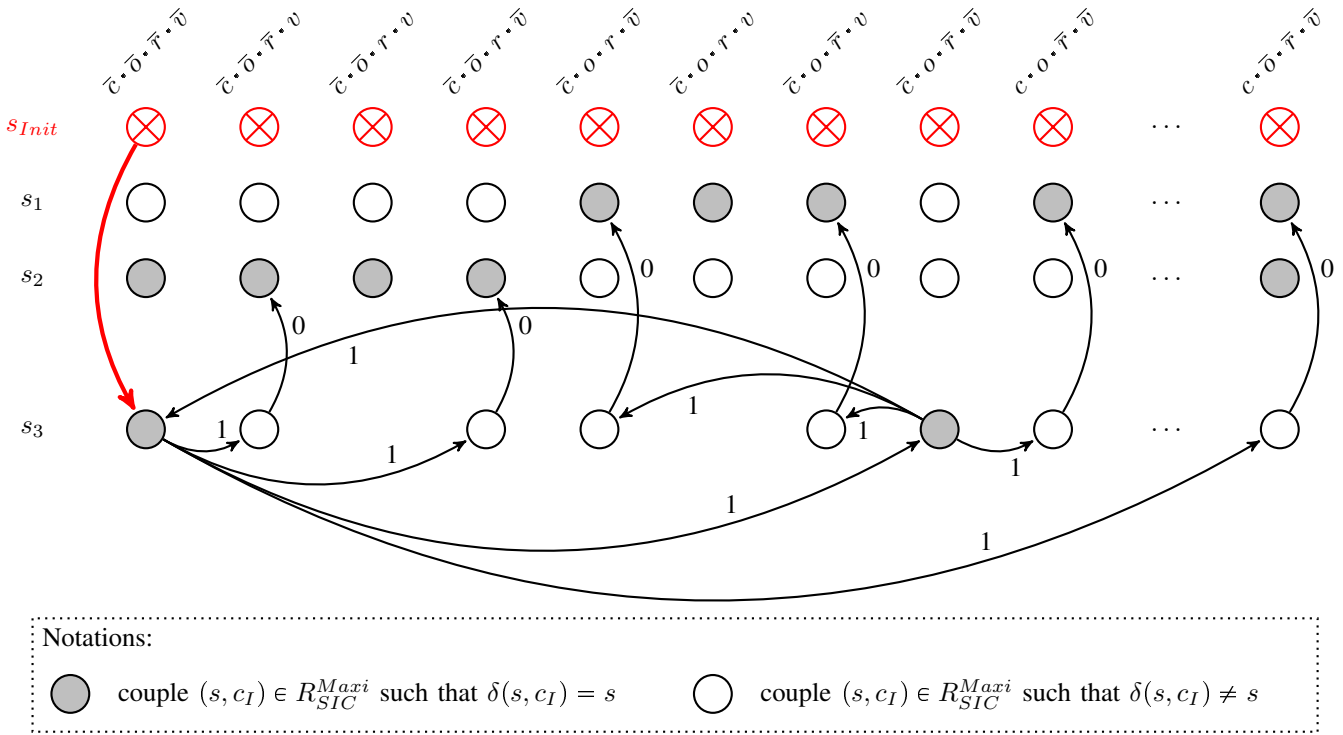 c̅ • o̅ • r̅ • v̅
c̅ • o̅ • r̅ • v
c̅ • o̅ • r • v
c̅ • o̅ • r • v̅
c̅ • o • r • v̅
c̅ • o • r • v
c̅ • o • r̅ • v̅
c̅ • o • r̅ • v̅
c • o • r̅ • v̅
c • o̅ • r̅ • v̅
s_{Init}
···
s_1
···
s_2
0
0
0
0
···
0
0
1
1
s_3
1
1
1
1
···
1
1
1
Notations:
couple (s, c_I) ∈ R_{SIC}^{Maxi} such that δ(s, c_I) = s
couple (s, c_I) ∈ R_{SIC}^{Maxi} such that δ(s, c_I) ≠ s